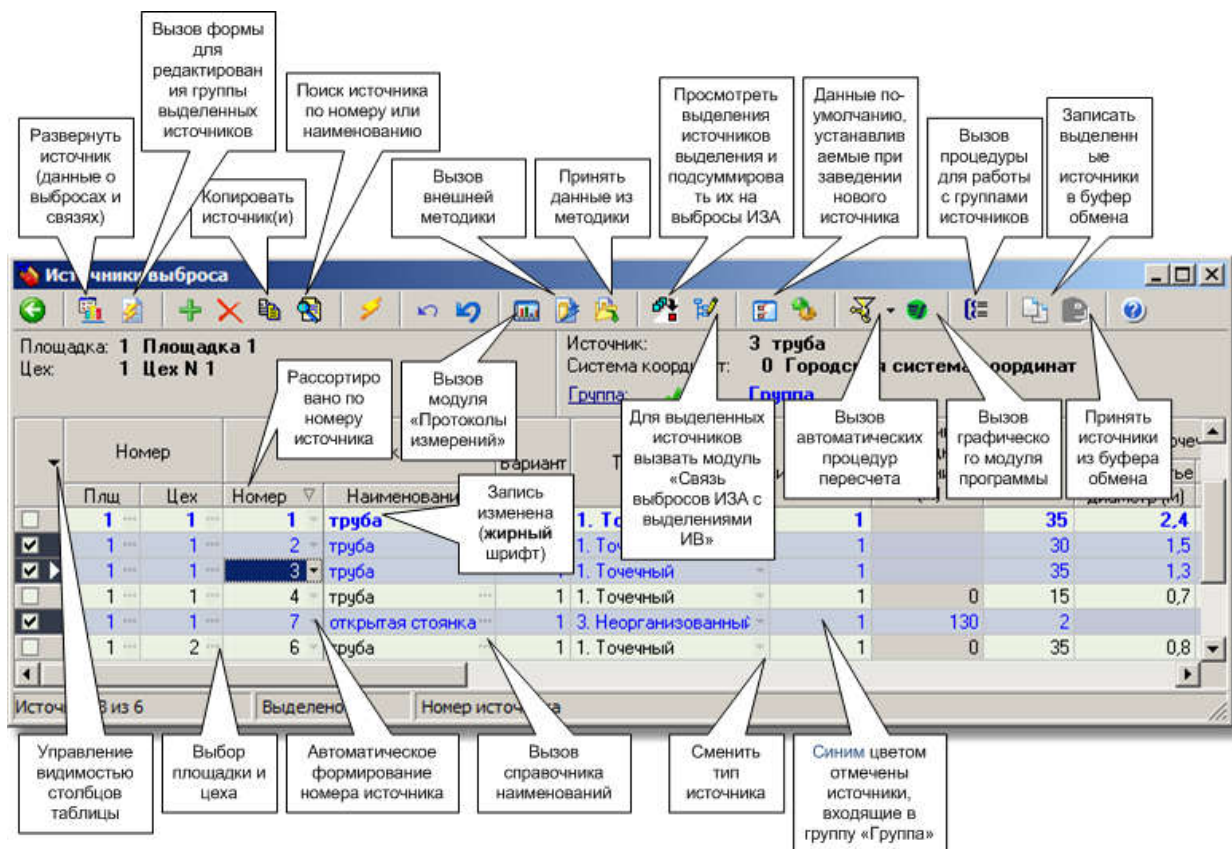 Вызов формы
для
редактирован
ия группы
выделенных
источников
Развернуть
источник
(данные о
выбросах и
связях)
Копировать
источник(и)
Поиск источника
по номеру или
наименованию
Вызов
внешней
методики
Принять
данные из
методики
Просмотреть
выделения
источников
выделения и
подсуммирова
ть их на
выбросы ИЗА
Данные по-
умолчанию,
устанавлив
аемые при
заведении
нового
источника
Вызов
процедуры
для работы
с группами
источников
Записать
выделенн
ые
источники
в буфер
обмена
Источники выброса
Площадка: 1 Площадка 1
Цех: 1 Цех N 1
Источник: 3 труба
Система координат: 0 Городская система координат
Группа: Группа
Рассортиро
вано по
номеру
источника
Вызов
модуля
«Протоколы
измерений»
Для выделенных
источников
вызвать модуль
«Связь
выбросов ИЗА с
выделениями
ИВ»
Вызов
автоматических
процедур
пересчета
Вызов
графическо
го модуля
программы
Принять
источники
из буфера
обмена
Номер
Вариант
Плщ Цех Номер Наименовани
диаметр (м)
Запись
изменена
(жирный
шрифт)
1 1 1 труба 1. То 1 35 2,4
1 1 2 труба 1. Точ 1 30 1,5
1 1 3 труба 1. Точечный 1 35 1,3
1 1 4 труба 1 1. Точечный 1 0 15 0,7
1 1 7 открытая стоянка 1 3. Неорганизованный 1 130 2
1 2 6 труба 1 1. Точечный 1 0 35 0,8
Источ 3 из 6 Выделено Номер источника
Управление
видимостью
столбцов
таблицы
Выбор
площадки и
цеха
Автоматическое
формирование
номера источника
Вызов
справочника
наименований
Сменить
тип
источника
Синим цветом
отмечены
источники,
входящие в
группу «Группа»